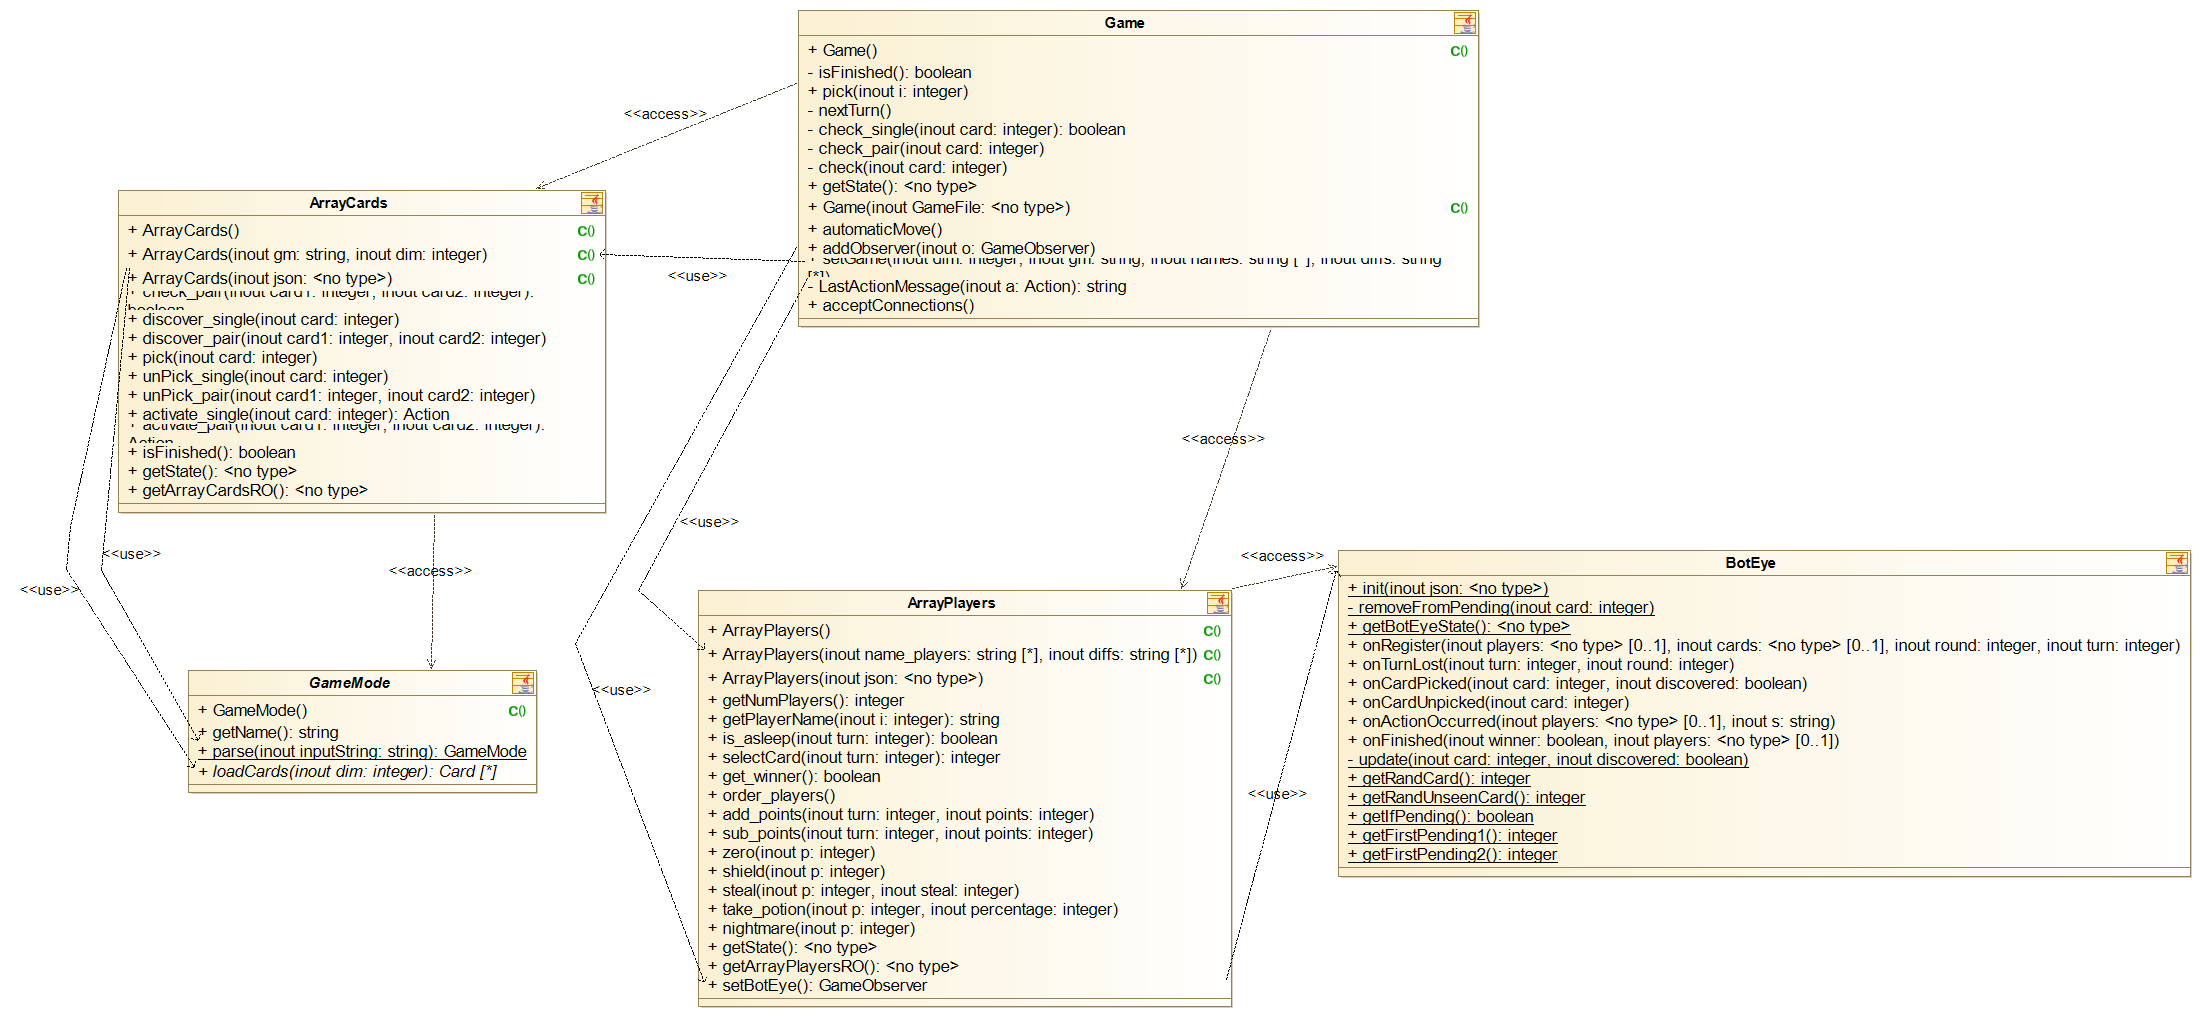 Game
+ Game()
C()
- isFinished(): boolean
+ pick(inout i: integer)
- nextTurn()
- check_single(inout card: integer): boolean
- check_pair(inout card: integer)
- check(inout card: integer)
+ getState(): <no type>
+ Game(inout GameFile: <no type>)
C()
+ automaticMove()
+ addObserver(inout o: GameObserver)
+ setGame(inout dim: integer, inout gm: string, inout names: string [*], inout diffs: string
[*])
- LastActionMessage(inout a: Action): string
+ acceptConnections()
<<access>>
<<use>>
ArrayCards
+ ArrayCards()
C()
+ ArrayCards(inout gm: string, inout dim: integer)
C()
+ ArrayCards(inout json: <no type>)
C()
+ check_pair(inout card1: integer, inout card2: integer):
boolean
+ discover_single(inout card: integer)
+ discover_pair(inout card1: integer, inout card2: integer)
+ pick(inout card: integer)
+ unPick_single(inout card: integer)
+ unPick_pair(inout card1: integer, inout card2: integer)
+ activate_single(inout card: integer): Action
+ activate_pair(inout card1: integer, inout card2: integer):
Action
+ isFinished(): boolean
+ getState(): <no type>
+ getArrayCardsRO(): <no type>
<<access>>
<<use>>
<<use>>
<<access>>
<<use>>
<<use>>
<<access>>
<<use>>
GameMode
+ GameMode()
C()
+ getName(): string
+ parse(inout inputString: string): GameMode
+ loadCards(inout dim: integer): Card [*]
ArrayPlayers
+ ArrayPlayers()
C()
+ ArrayPlayers(inout name_players: string [*], inout diffs: string [*])
C()
+ ArrayPlayers(inout json: <no type>)
C()
+ getNumPlayers(): integer
+ getPlayerName(inout i: integer): string
+ is_asleep(inout turn: integer): boolean
+ selectCard(inout turn: integer): integer
+ get_winner(): boolean
+ order_players()
+ add_points(inout turn: integer, inout points: integer)
+ sub_points(inout turn: integer, inout points: integer)
+ zero(inout p: integer)
+ shield(inout p: integer)
+ steal(inout p: integer, inout steal: integer)
+ take_potion(inout p: integer, inout percentage: integer)
+ nightmare(inout p: integer)
+ getState(): <no type>
+ getArrayPlayersRO(): <no type>
+ setBotEye(): GameObserver
BotEye
+ init(inout json: <no type>)
- removeFromPending(inout card: integer)
+ getBotEyeState(): <no type>
+ onRegister(inout players: <no type> [0..1], inout cards: <no type> [0..1], inout round: integer, inout turn: integer)
+ onTurnLost(inout turn: integer, inout round: integer)
+ onCardPicked(inout card: integer, inout discovered: boolean)
+ onCardUnpicked(inout card: integer)
+ onActionOccurred(inout players: <no type> [0..1], inout s: string)
+ onFinished(inout winner: boolean, inout players: <no type> [0..1])
- update(inout card: integer, inout discovered: boolean)
+ getRandCard(): integer
+ getRandUnseenCard(): integer
+ getIfPending(): boolean
+ getFirstPending1(): integer
+ getFirstPending2(): integer